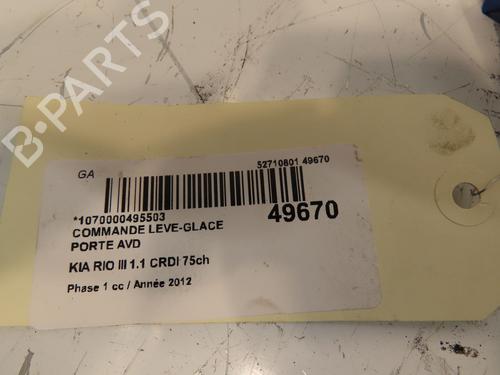 B-PARTS
GA
52710801 49670
*1070000495503
49670
COMMANDE LEVE-GLACE
PORTE AVD
KIA RIO III 1.1 CRDI 75ch
Phase 1 cc / Année 2012